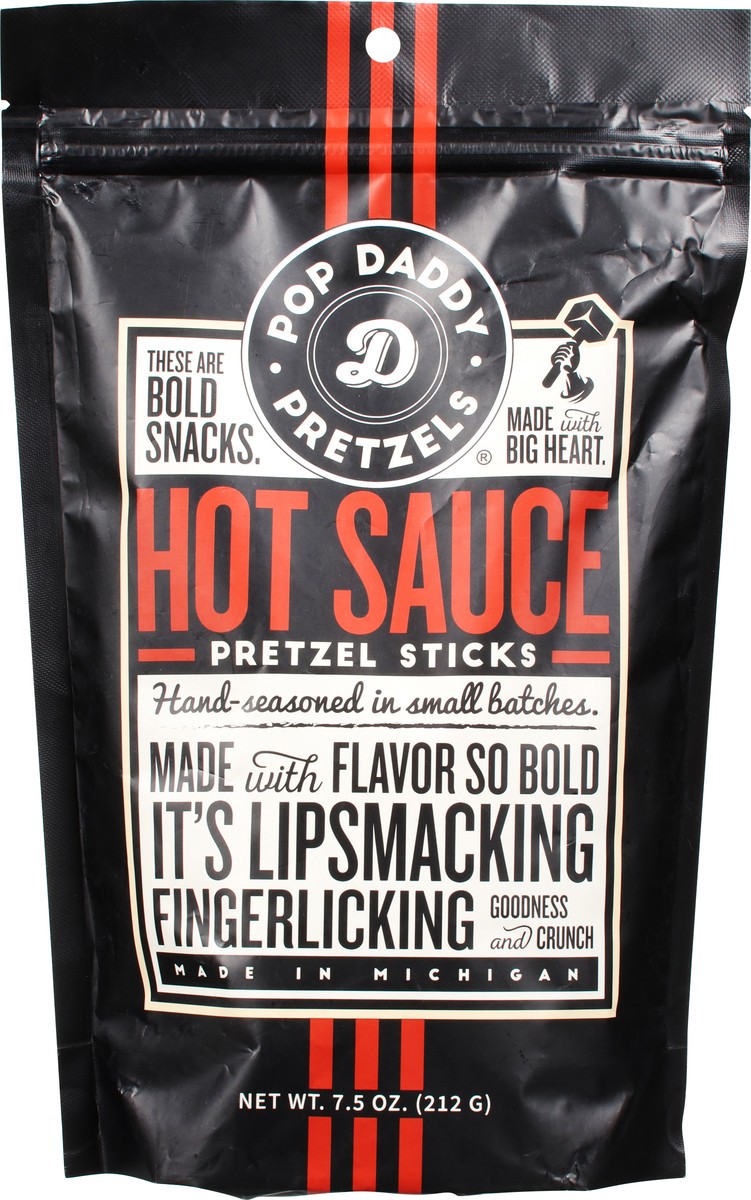 POP DADDY
D
PRETZELS
®
THESE ARE
BOLD
SNACKS.
MADE with
BIG HEART.
HOT SAUCE
PRETZEL STICKS
Hand-seasoned in small batches.
MADE with FLAVOR SO BOLD
IT'S LIPSMACKING
FINGERLICKING
GOODNESS
and CRUNCH
MADE IN MICHIGAN
NET WT. 7.5 OZ. (212 G)